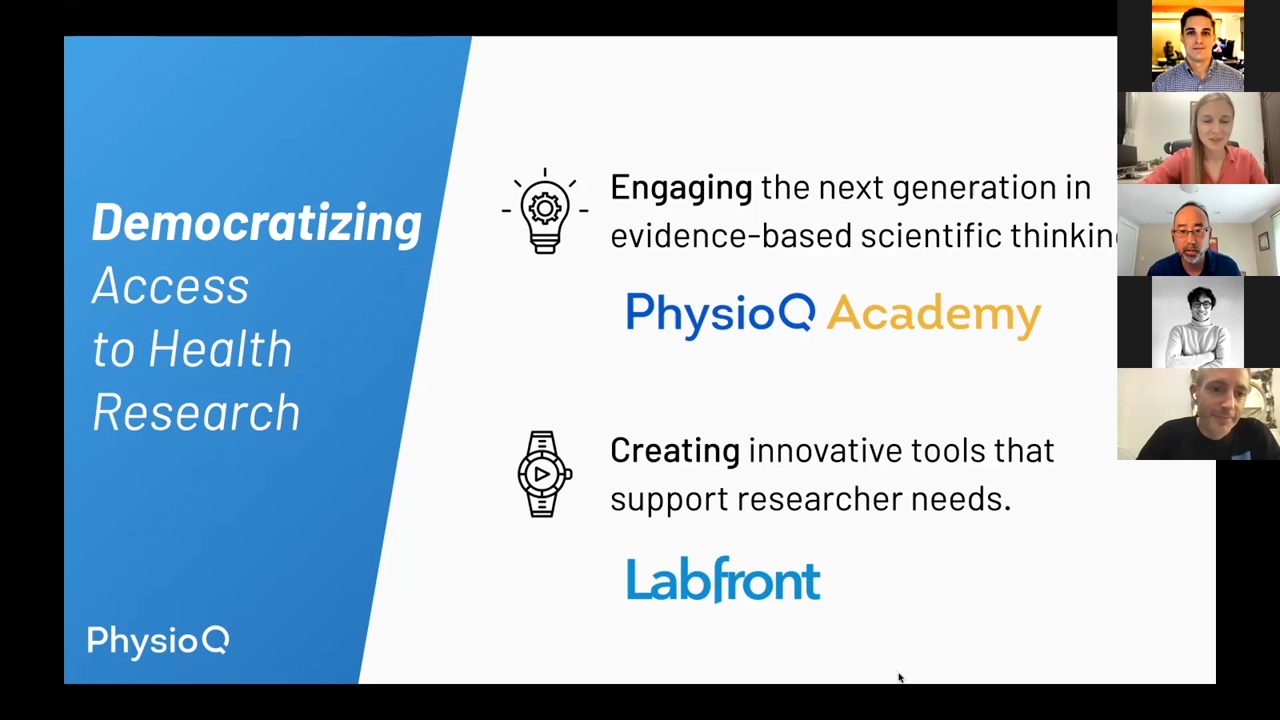 Democratizing
Access
to Health
Research
PhysioQ
Engaging the next generation in
evidence-based scientific thinkin
PhysioQ Academy
Creating innovative tools that
support researcher needs.
Labfront